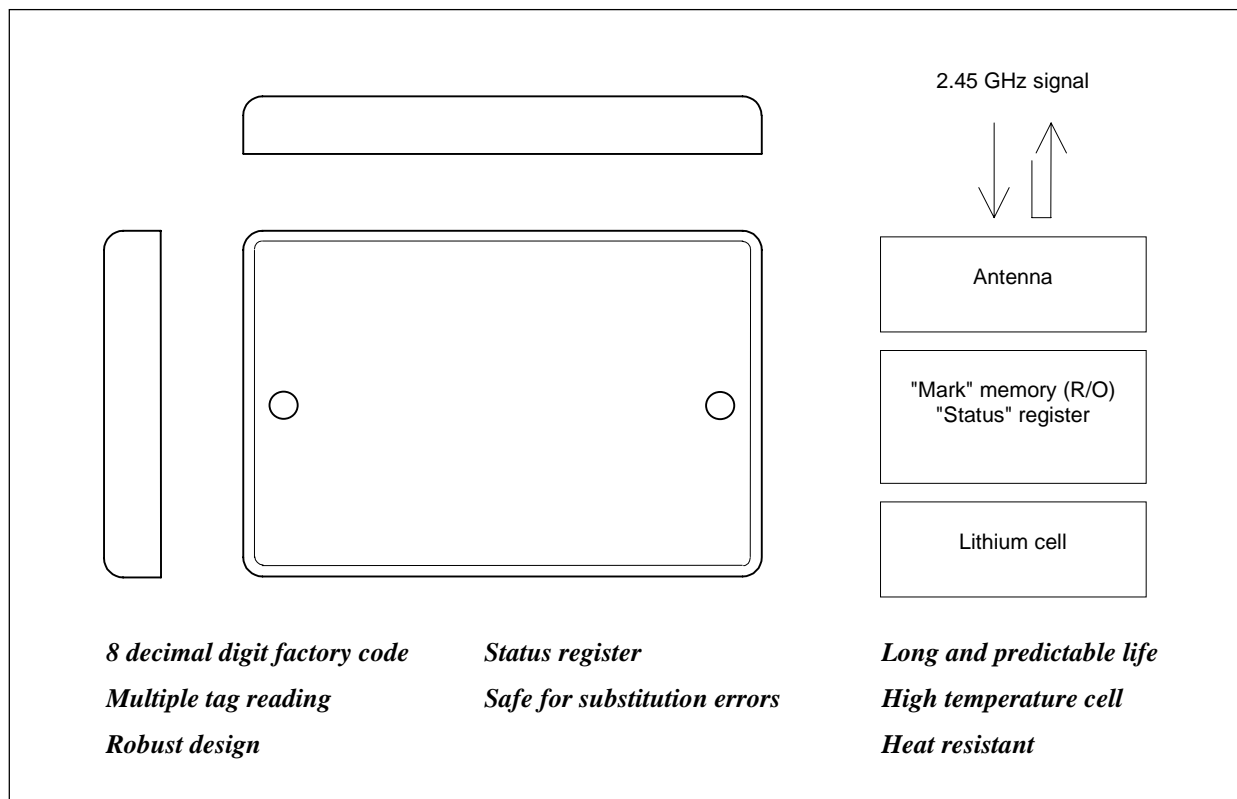 2.45 GHz signal
Antenna
"Mark" memory (R/O)
"Status" register
Lithium cell
8 decimal digit factory code
Multiple tag reading
Robust design
Status register
Safe for substitution errors
Long and predictable life
High temperature cell
Heat resistant